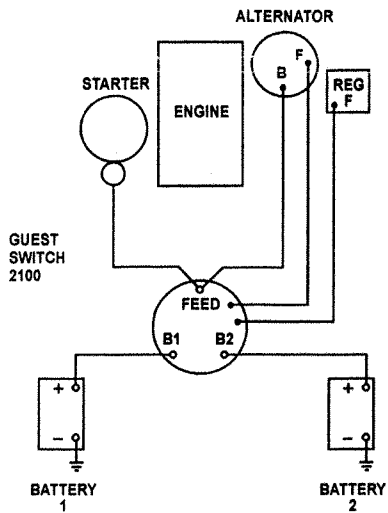 ALTERNATOR
F
B
STARTER
ENGINE
REG
F
GUEST
SWITCH
2100
FEED
B1
B2
+
+
−
−
BATTERY
1
BATTERY
2